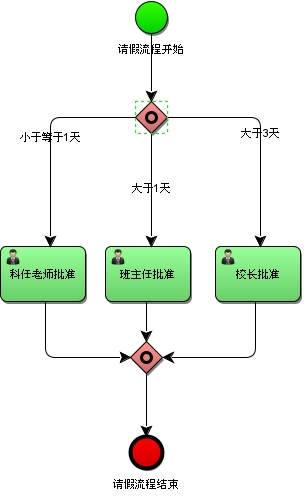 请假流程开始
小于等于1天
大于3天
大于1天
科任老师批准
班主任批准
校长批准
请假流程结束